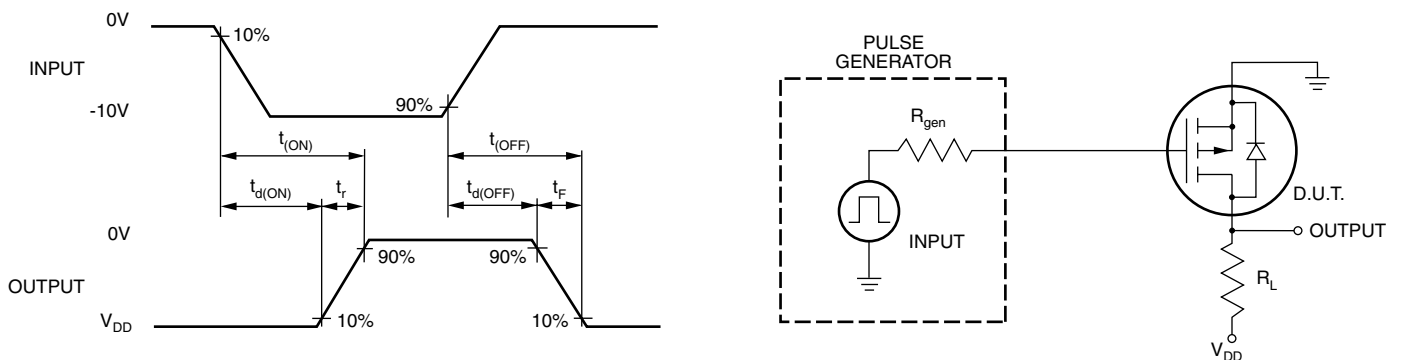 0V
10%
INPUT
-10V
90%
t(ON)
t(OFF)
td(ON)
tr
td(OFF)
tF
0V
90%
90%
OUTPUT
VDD
10%
10%
PULSE
GENERATOR
Rgen
INPUT
D.U.T.
OUTPUT
RL
VDD